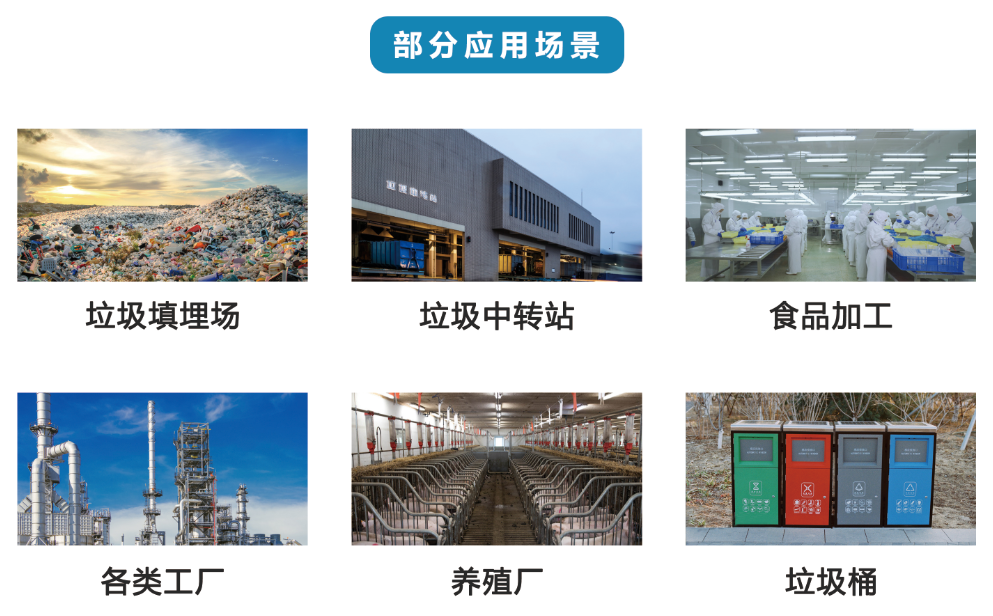 部分应用场景
垃圾填埋场
垃圾中转站
食品加工
各类工厂
养殖厂
垃圾桶